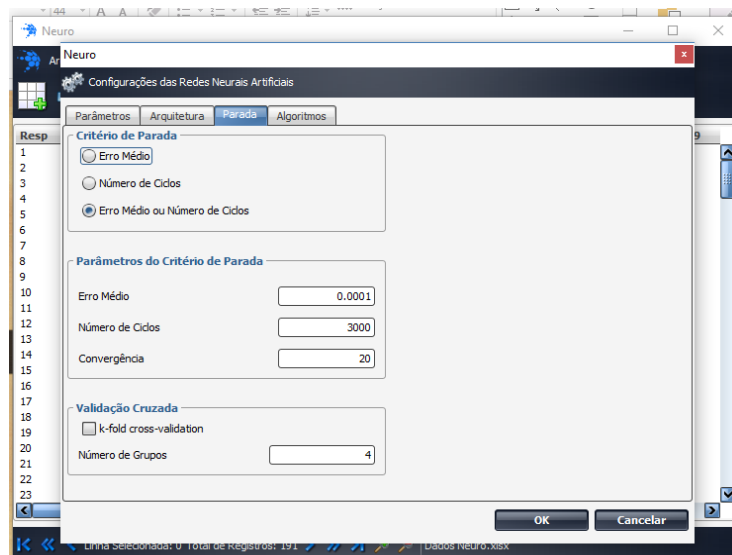 44
A A
Neuro
Ar
Neuro
x
Configurações das Redes Neurais Artificiais
Parâmetros Arquitetura Parada Algoritmos
Resp 9
Critério de Parada
Erro Médio
Número de Ciclos
Erro Médio ou Número de Ciclos
Parâmetros do Critério de Parada
Erro Médio 0.0001
Número de Ciclos 3000
Convergência 20
Validação Cruzada
k-fold cross-validation
Número de Grupos 4
1
2
3
4
5
6
7
8
9
10
11
12
13
14
15
16
17
18
19
20
21
22
23
OK Cancelar
Linha Selecionada: 0 Total de Registros: 191 Dados Neuro.xlsx